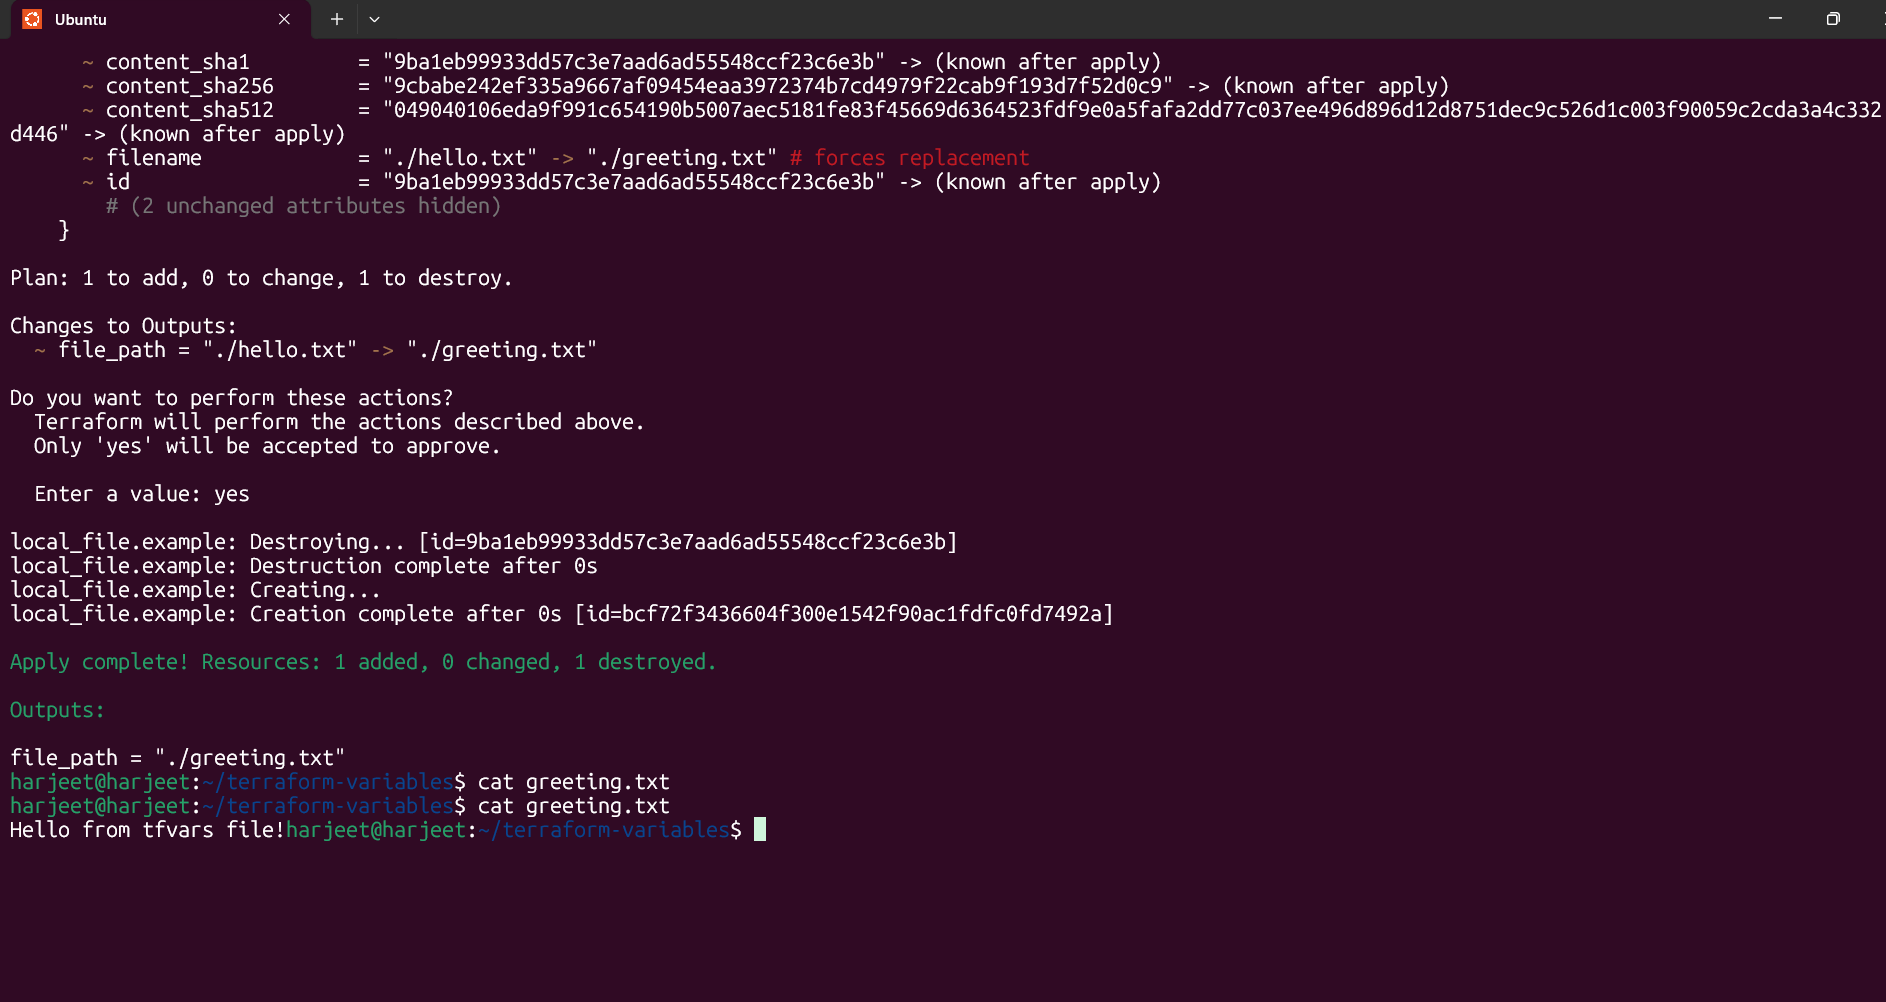 Ubuntu
~ content_sha1         = "9ba1eb99933dd57c3e7aad6ad55548ccf23c6e3b" -> (known after apply)
~ content_sha256       = "9cbabe242ef335a9667af09454eaa3972374b7cd4979f22cab9f193d7f52d0c9" -> (known after apply)
~ content_sha512       = "049040106eda9f991c654190b5007aec5181fe83f45669d6364523fdf9e0a5fafa2dd77c037ee496d896d12d8751dec9c526d1c003f90059c2cda3a4c332
d446" -> (known after apply)
~ filename             = "./hello.txt" -> "./greeting.txt" # forces replacement
~ id                   = "9ba1eb99933dd57c3e7aad6ad55548ccf23c6e3b" -> (known after apply)
# (2 unchanged attributes hidden)
}
Plan: 1 to add, 0 to change, 1 to destroy.
Changes to Outputs:
~ file_path = "./hello.txt" -> "./greeting.txt"
Do you want to perform these actions?
Terraform will perform the actions described above.
Only 'yes' will be accepted to approve.
Enter a value: yes
local_file.example: Destroying... [id=9ba1eb99933dd57c3e7aad6ad55548ccf23c6e3b]
local_file.example: Destruction complete after 0s
local_file.example: Creating...
local_file.example: Creation complete after 0s [id=bcf72f3436604f300e1542f90ac1fdfc0fd7492a]
Apply complete! Resources: 1 added, 0 changed, 1 destroyed.
Outputs:
file_path = "./greeting.txt"
harjeet@harjeet:~/terraform-variables$ cat greeting.txt
harjeet@harjeet:~/terraform-variables$ cat greeting.txt
Hello from tfvars file!harjeet@harjeet:~/terraform-variables$